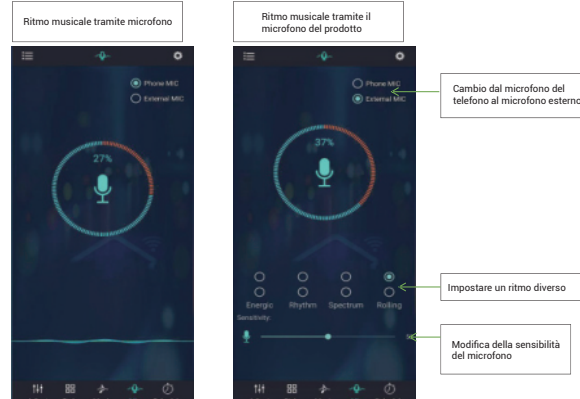 Ritmo musicale tramite microfono
Ritmo musicale tramite il
microfono del prodotto
Phone MIC
External MIC
27%
Phone MIC
External MIC
37%
Energic
Rhythm
Spectrum
Rolling
Sensitivity:
Cambio dal microfono del
telefono al microfono esterno
Impostare un ritmo diverso
Modifica della sensibilità
del microfono